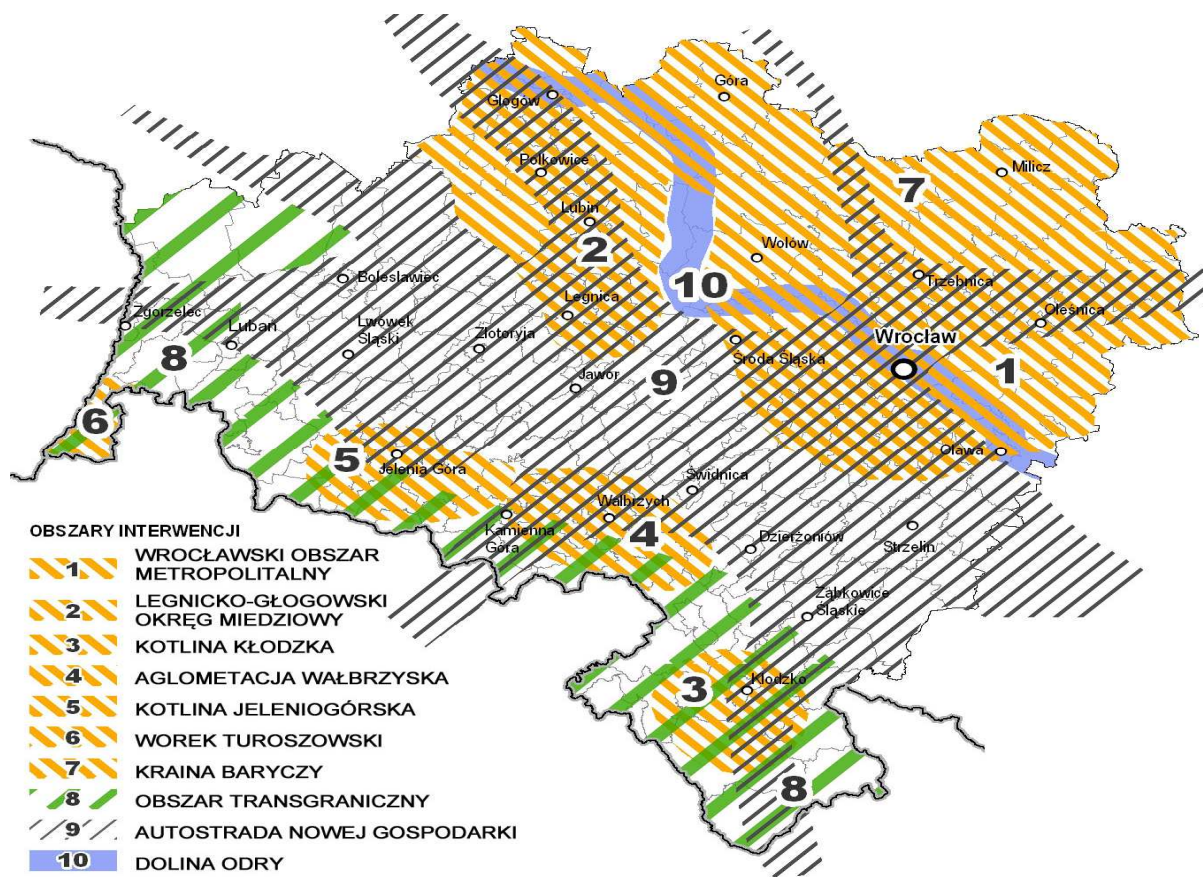 Góra
Głogów
Milicz
Polkowice
7
Lubin
2
Wołów
10
Trzebnica
Bolesławiec
Legnica
Oleśnica
Zgorzelec
Lubań
Lwówek
Śląski
Złotoryja
Wrocław
Środa Śląska
8
9
1
Jawor
6
Oława
5
Jelenia Góra
Świdnica
Wałbrzych
Kamienna
Góra
4
Strzelin
Dzierżoniów
Ząbkowice
Śląskie
3
Kłodzko
8
OBSZARY INTERWENCJI
1 WROCŁAWSKI OBSZAR
METROPOLITALNY
2 LEGNICKO-GŁOGOWSKI
OKRĘG MIEDZIOWY
3 KOTLINA KŁODZKA
4 AGLOMETACJA WAŁBRZYSKA
5 KOTLINA JELENIOGÓRSKA
6 WOREK TUROSZOWSKI
7 KRAINA BARYCZY
8 OBSZAR TRANSGRANICZNY
9 AUTOSTRADA NOWEJ GOSPODARKI
10 DOLINA ODRY